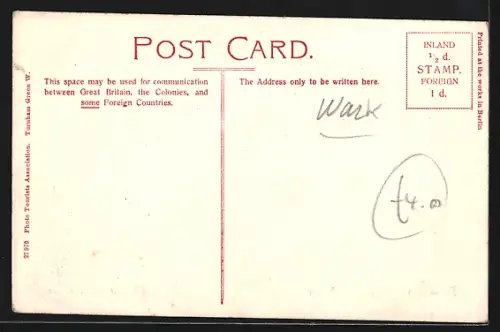 POST CARD.
This space may be used for communication
between Great Britain, the Colonies, and
some Foreign Countries.
The Address only to be written here.
INLAND
½ d.
STAMP.
FOREIGN
1 d.
Printed at the works in Berlin
Wark
£4.00
27970 Photo Tourists Association. Turnham Green W.